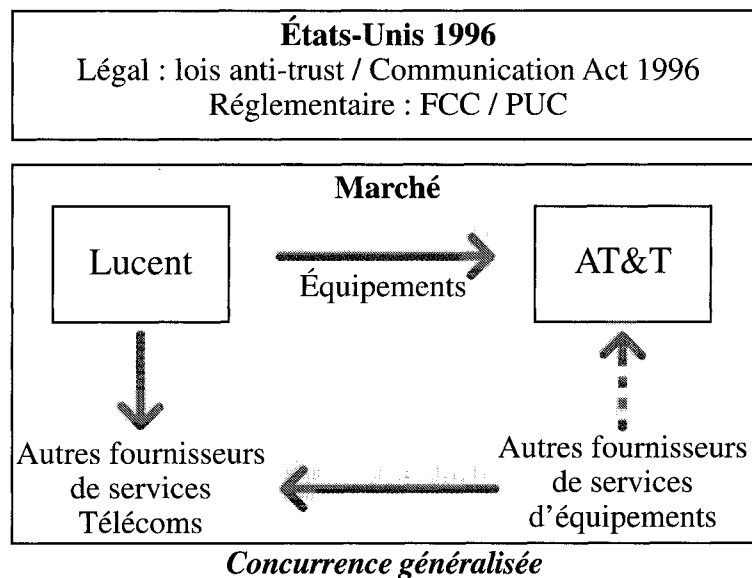 États-Unis 1996
Légal : lois anti-trust / Communication Act 1996
Réglementaire : FCC / PUC
Marché
Lucent
AT&T
Équipements
Autres fournisseurs
de services
Télécoms
Autres fournisseurs
de services
d'équipements
Concurrence généralisée